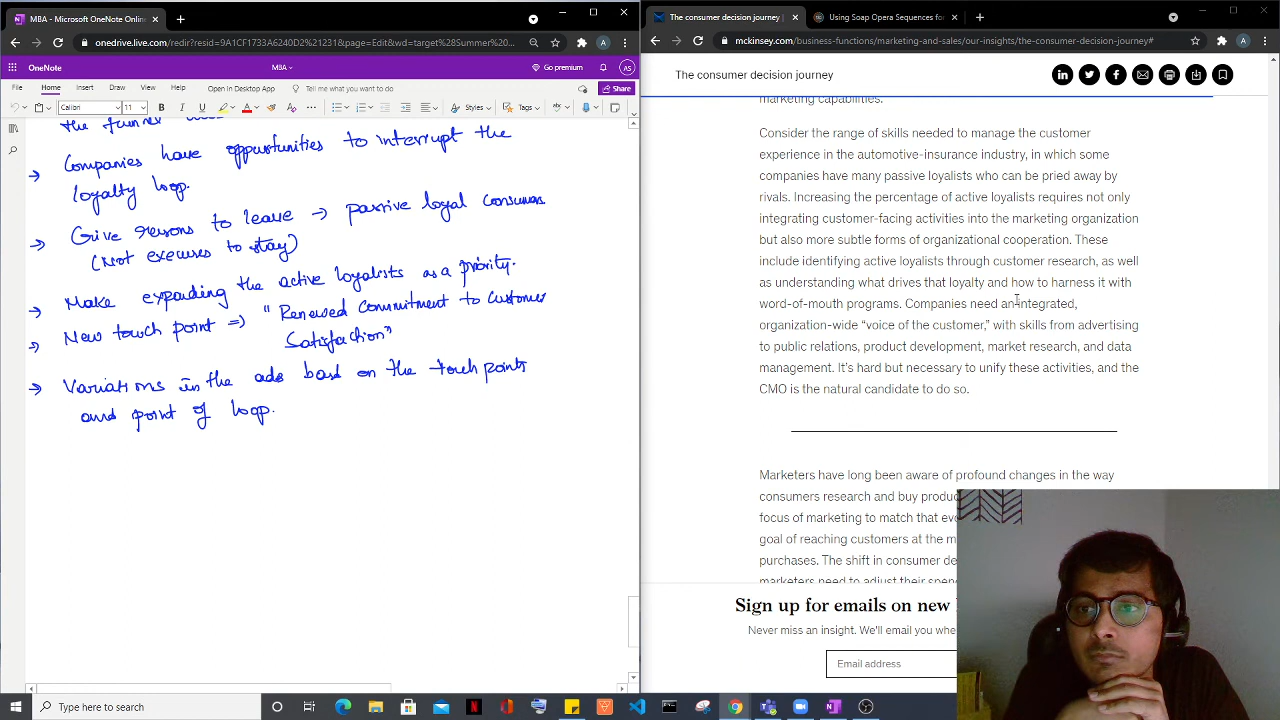 MBA - Microsoft OneNote Online
onedrive.live.com/redir?resid=9A1CF1733A6240D2%21231&page=Edit&wd=target%28Summer%20...
OneNote
MBA
Go premium
AS
File
Home
Insert
Draw
View
Help
Open In Desktop App
Tell me what you want to do
Share
Calibri
11
B
I
U
A
Styles
Tags
the funnel
→ Companies have oppurtunities to interrupt the
loyalty loop.
→ Give reasons to leave → passive loyal consumers
(Not execuses to stay)
→ Make expanding the active loyalists as a priority.
→ New touch point ⇒ "Renewed Commitment to Customer
Satisfaction"
→ Variations in the ads based on the touch points
and point of loop.
The consumer decision journey |
Using Soap Opera Sequences for
mckinsey.com/business-functions/marketing-and-sales/our-insights/the-consumer-decision-journey#
The consumer decision journey
marketing capabilities.
Consider the range of skills needed to manage the customer
experience in the automotive-insurance industry, in which some
companies have many passive loyalists who can be pried away by
rivals. Increasing the percentage of active loyalists requires not only
integrating customer-facing activities into the marketing organization
but also more subtle forms of organizational cooperation. These
include identifying active loyalists through customer research, as well
as understanding what drives that loyalty and how to harness it with
word-of-mouth programs. Companies need an integrated,
organization-wide “voice of the customer,” with skills from advertising
to public relations, product development, market research, and data
management. It’s hard but necessary to unify these activities, and the
CMO is the natural candidate to do so.
Marketers have long been aware of profound changes in the way
consumers research and buy produ
focus of marketing to match that evo
goal of reaching customers at the m
purchases. The shift in consumer de
marketers need to adjust their spen
Sign up for emails on new
Never miss an insight. We'll email you whe
Email address
Type here to search